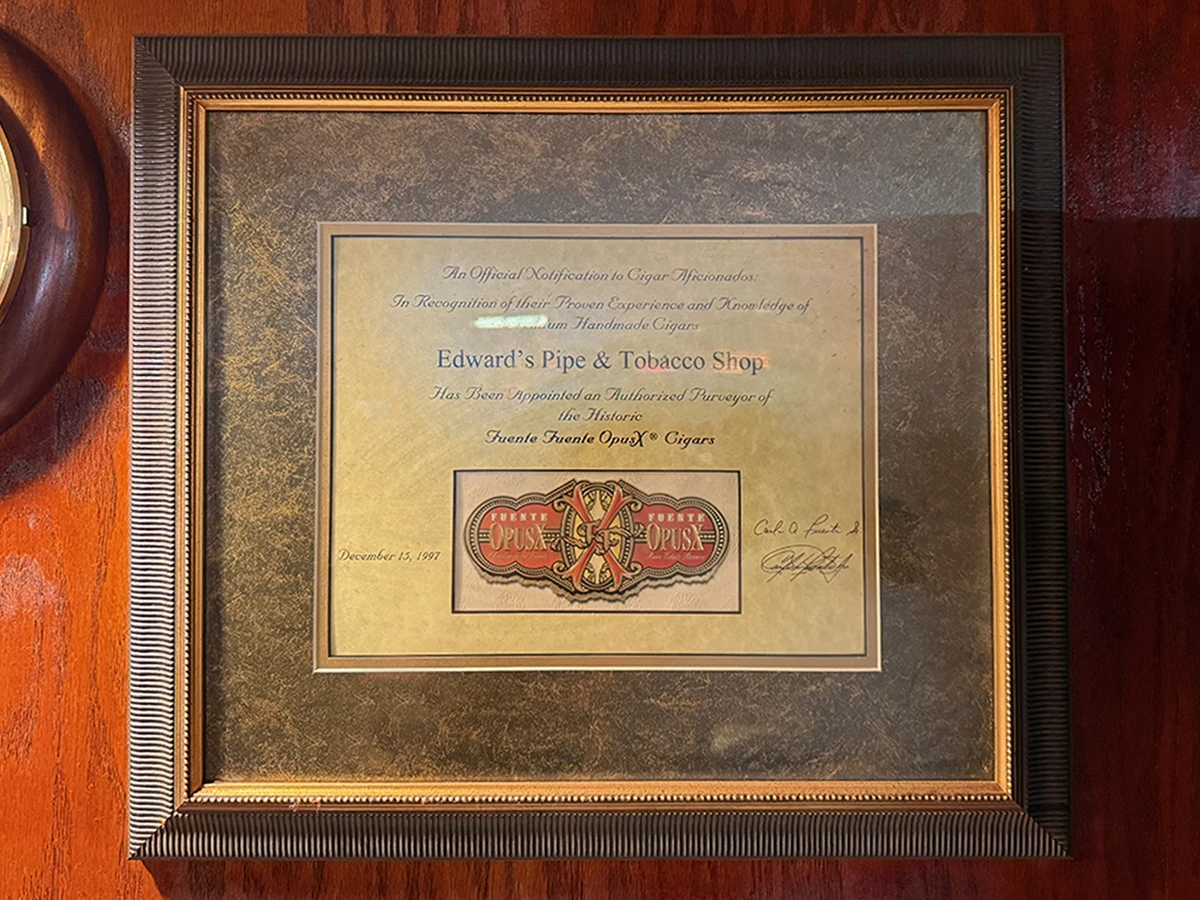 An Official Notification to Cigar Aficionados:
In Recognition of their Proven Experience and Knowledge of
Handmade Cigars
Edward's Pipe & Tobacco Shop
Has Been Appointed an Authorized Purveyor of
the Historic
Fuente Fuente OpusX® Cigars
FUENTE FUENTE
OPUSX OPUSX
December 15, 1997